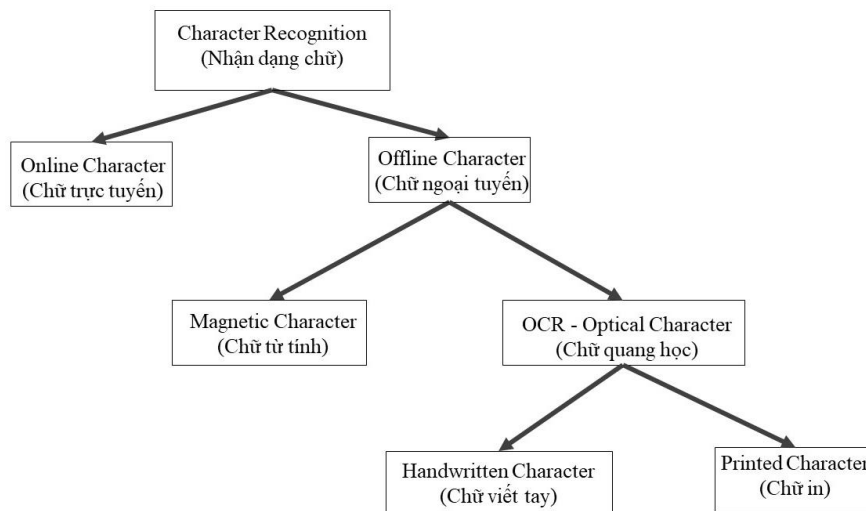 Character Recognition
(Nhận dạng chữ)
Online Character
(Chữ trực tuyến)
Offline Character
(Chữ ngoại tuyến)
Magnetic Character
(Chữ từ tính)
OCR - Optical Character
(Chữ quang học)
Handwritten Character
(Chữ viết tay)
Printed Character
(Chữ in)